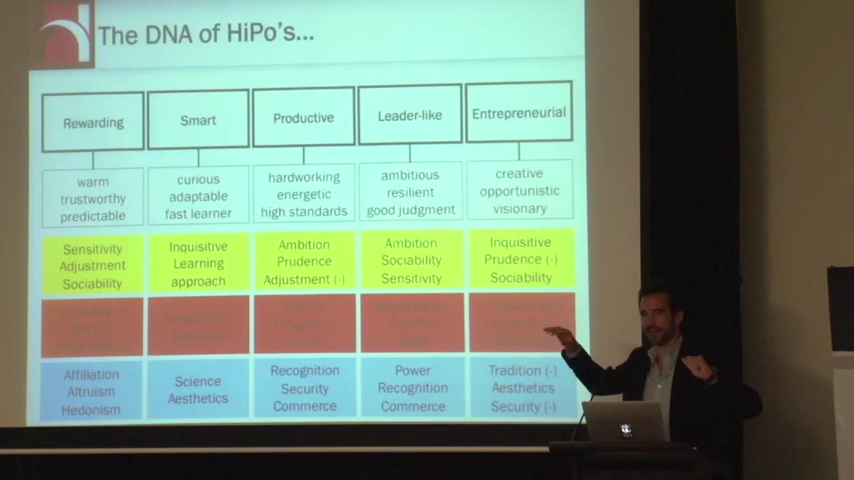 The DNA of HiPo's...
Rewarding
Smart
Productive
Leader-like
Entrepreneurial
warm
trustworthy
predictable
curious
adaptable
fast learner
hardworking
energetic
high standards
ambitious
resilient
good judgment
creative
opportunistic
visionary
Sensitivity
Adjustment
Sociability
Inquisitive
Learning
approach
Ambition
Prudence
Adjustment (-)
Ambition
Sociability
Sensitivity
Inquisitive
Prudence (-)
Sociability
Affiliation
Altruism
Hedonism
Science
Aesthetics
Recognition
Security
Commerce
Power
Recognition
Commerce
Tradition (-)
Aesthetics
Security (-)